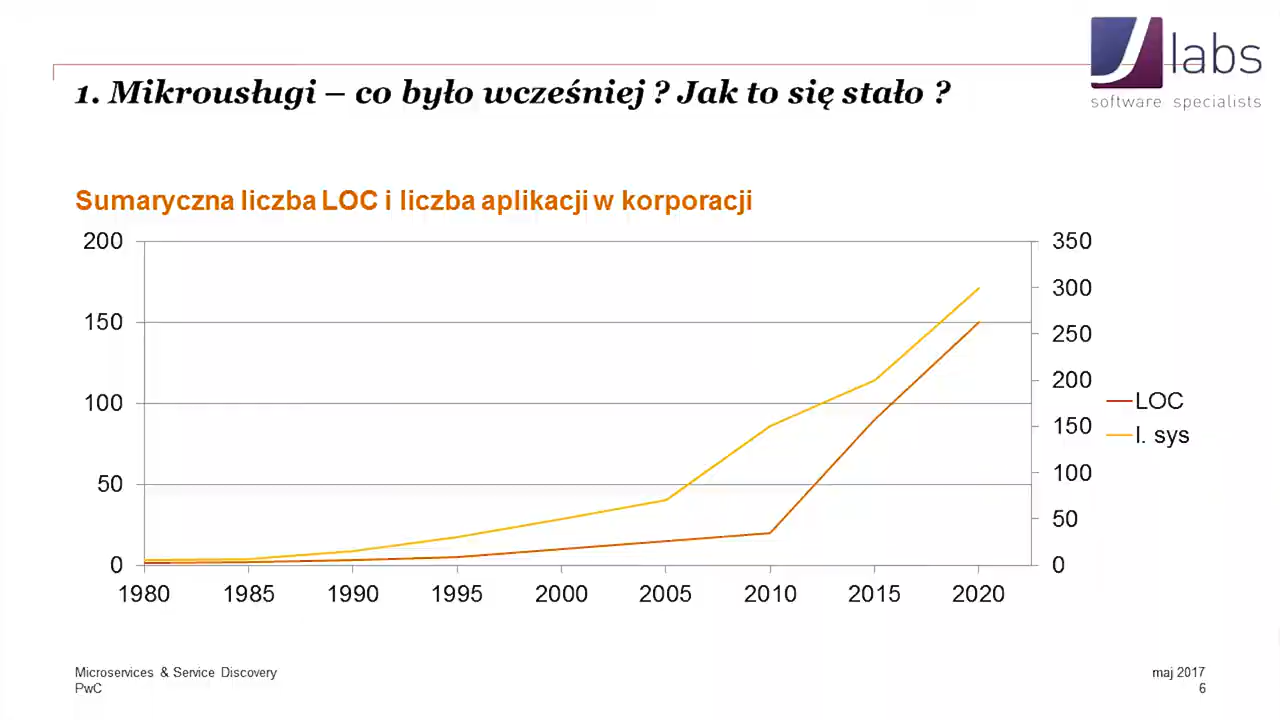 J labs
software specialists
1. Mikrousługi – co było wcześniej ? Jak to się stało ?
Sumaryczna liczba LOC i liczba aplikacji w korporacji
200
150
100
50
0
350
300
250
200
150
100
50
0
LOC
l. sys
1980 1985 1990 1995 2000 2005 2010 2015 2020
Microservices & Service Discovery
PwC
maj 2017
6